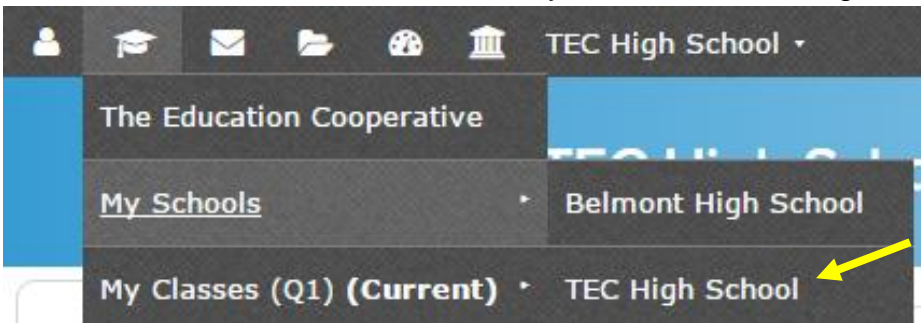 TEC High School
The Education Cooperative
My Schools
Belmont High School
My Classes (Q1) (Current)
TEC High School